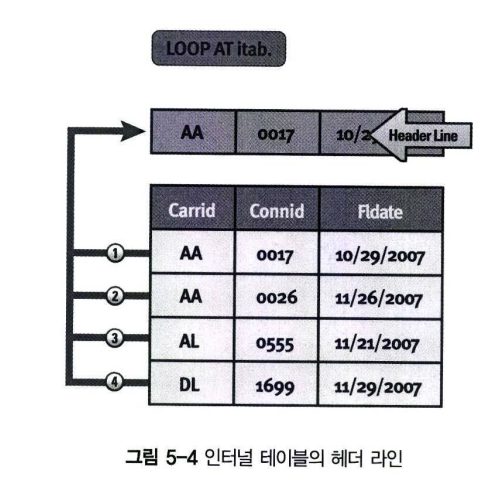 LOOP AT itab.
AA 0017 10/2 Header Line
Carrid Connid Fldate
① AA 0017 10/29/2007
② AA 0026 11/26/2007
③ AL 0555 11/21/2007
④ DL 1699 11/29/2007
그림 5-4 인터널 테이블의 헤더 라인